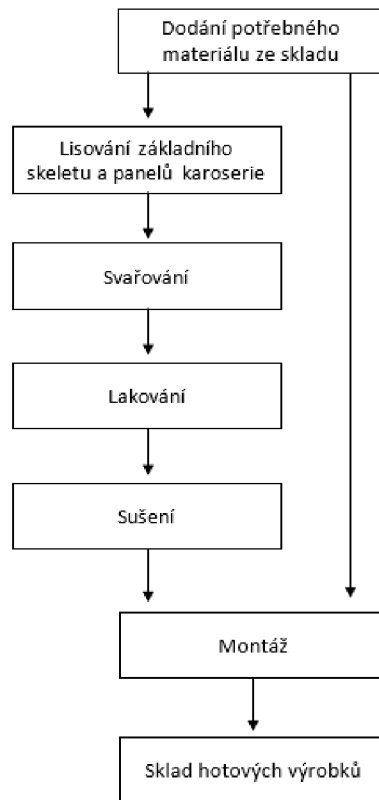 Dodání potřebného
materiálu ze skladu
Lisování základního
skeletu a panelů karoserie
Svařování
Lakování
Sušení
Montáž
Sklad hotových výrobků